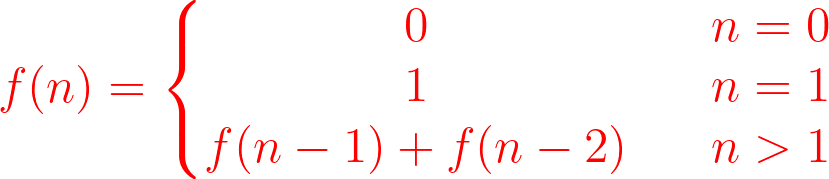 f(n) = { 0 n = 0
1 n = 1
f(n − 1) + f(n − 2) n > 1